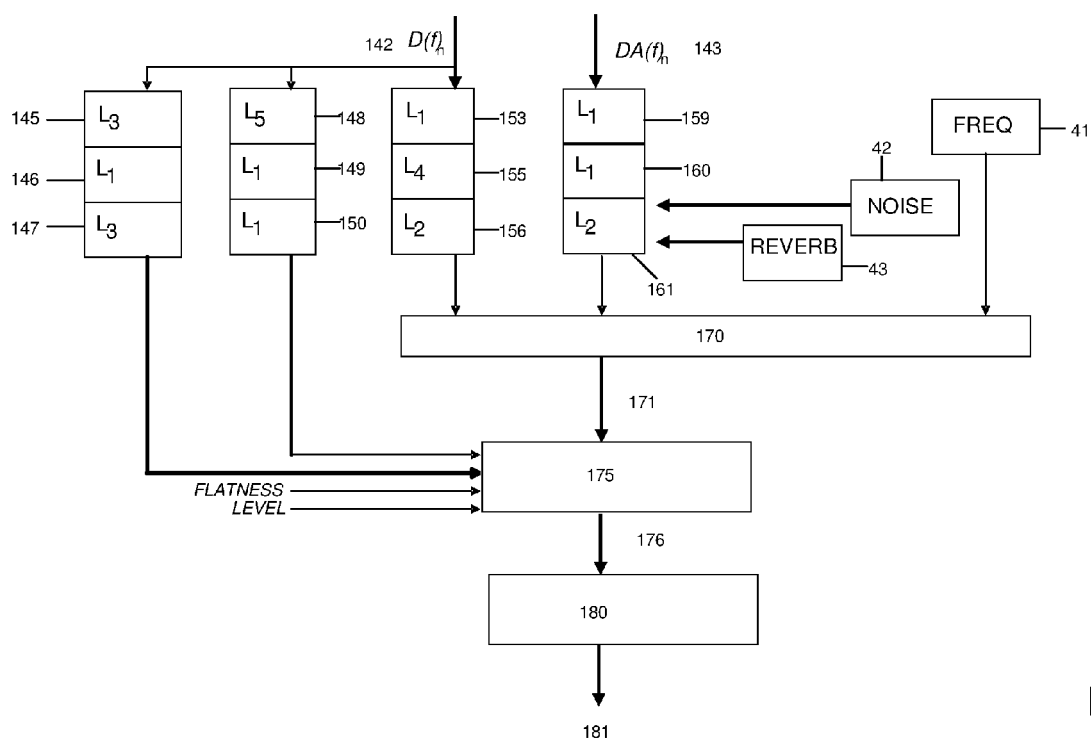 142 D(f)n DA(f)n 143
145 L3 L5 148 L1 153 L1 159 FREQ 41
42
146 L1 L1 149 L4 155 L1 160
NOISE
147 L3 L1 150 L2 156 L2
REVERB
43
161
170
171
175
FLATNESS
LEVEL
176
180
181